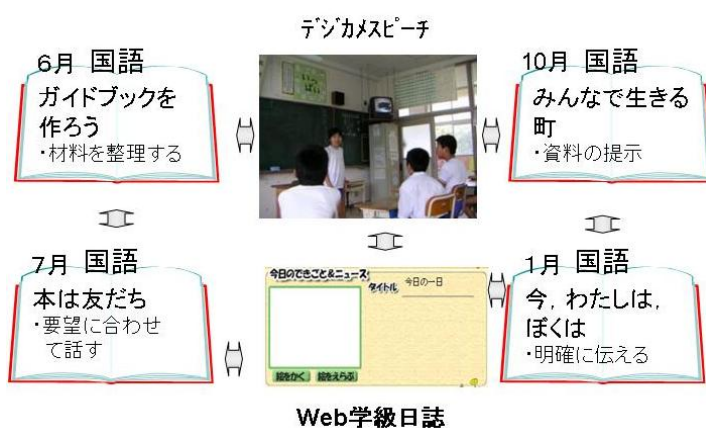 デジカメスピーチ
6月 国語
ガイドブックを
作ろう
・材料を整理する
10月 国語
みんなで生きる
町
・資料の提示
7月 国語
本は友だち
・要望に合わせ
て話す
今日のできごと&ニュース
タイトル 今日の一日
絵をかく 絵をえらぶ
1月 国語
今，わたしは，
ぼくは
・明確に伝える
Web学級日誌